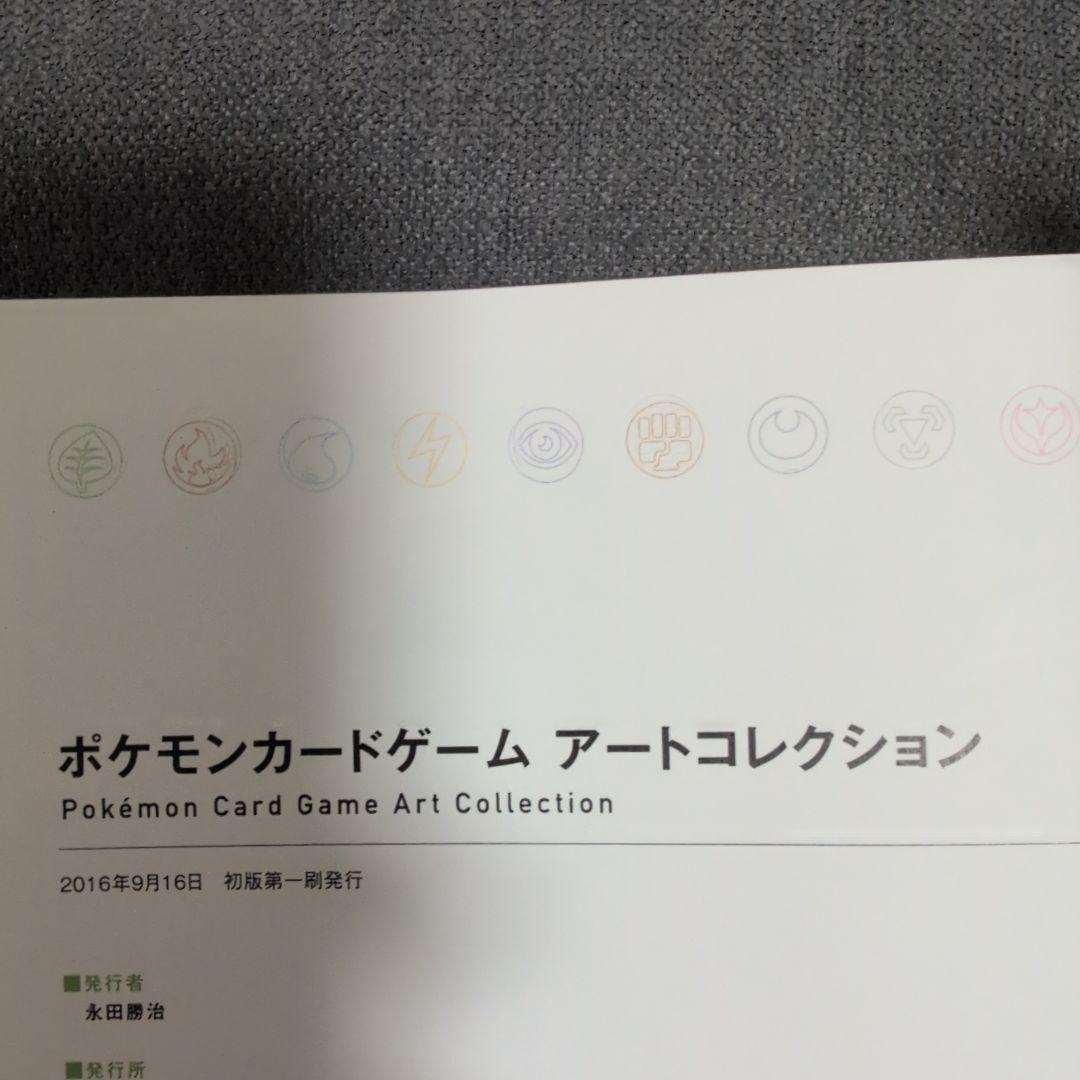 ポケモンカードゲーム アートコレクション
Pokémon Card Game Art Collection
2016年9月16日　初版第一刷発行
■発行者
永田勝治
■発行所